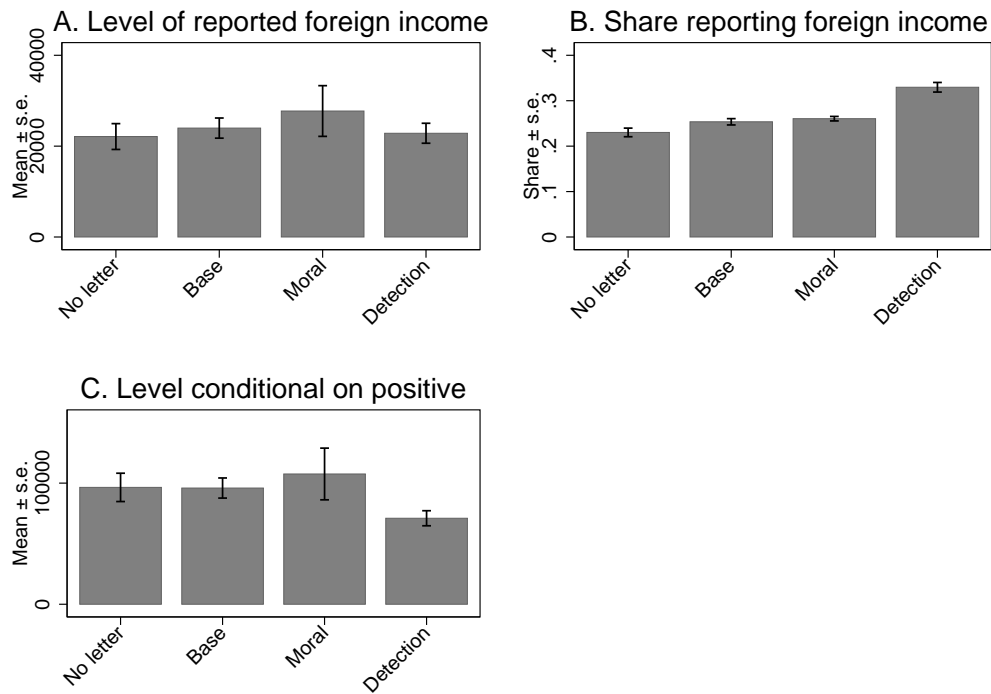 A. Level of reported foreign income
Mean ± s.e.
40000
20000
0
No letter
Base
Moral
Detection
B. Share reporting foreign income
Share ± s.e.
.4
.3
.2
.1
0
No letter
Base
Moral
Detection
C. Level conditional on positive
Mean ± s.e.
100000
0
No letter
Base
Moral
Detection